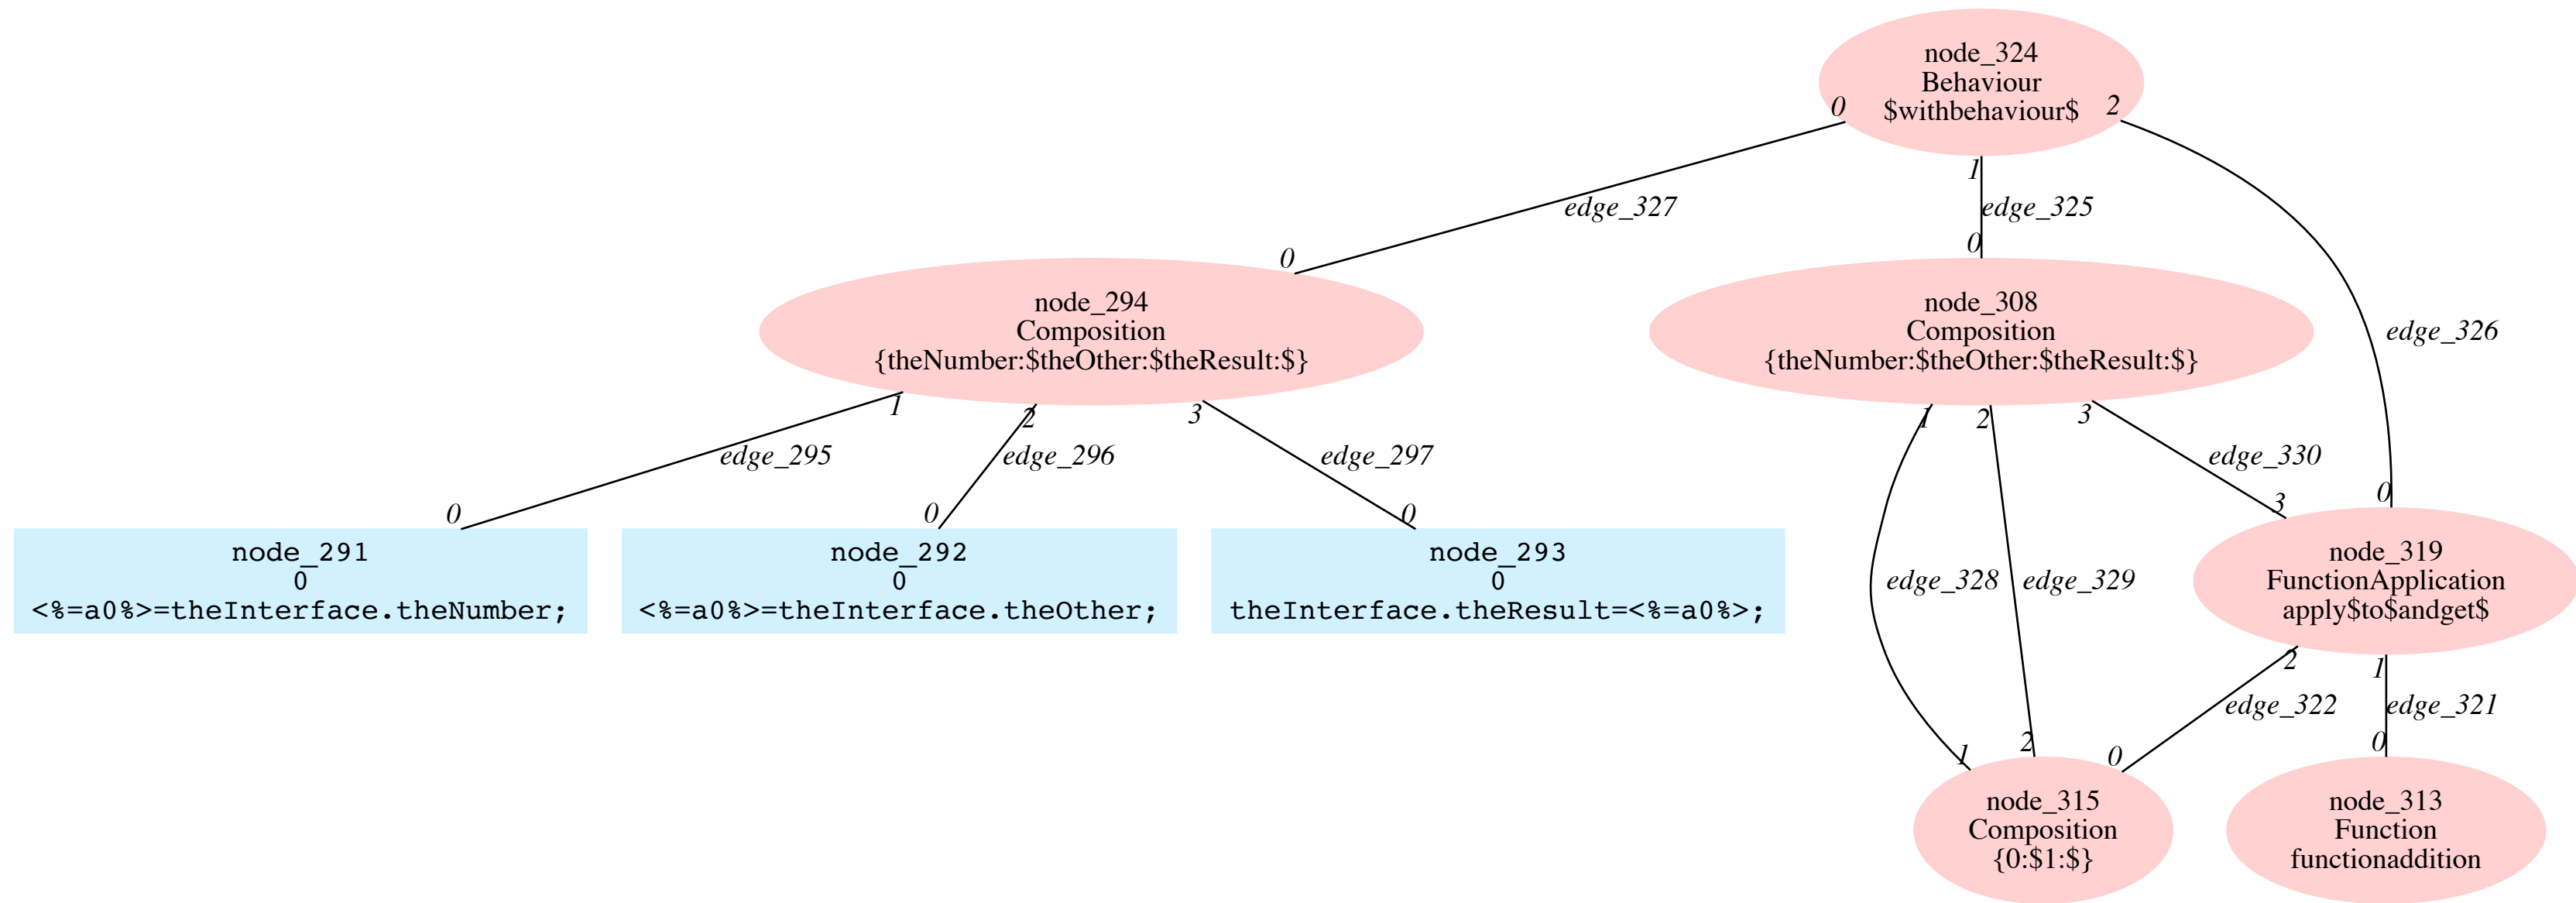 node_324
Behaviour
$withbehaviour$
0
2
1
edge_327
edge_325
0
0
node_294
Composition
{theNumber:$theOther:$theResult:$}
node_308
Composition
{theNumber:$theOther:$theResult:$}
edge_326
1
2
3
1
2
3
edge_295
edge_296
edge_297
edge_330
0
0
0
3
0
node_291
0
<%=a0%>=theInterface.theNumber;
node_292
0
<%=a0%>=theInterface.theOther;
node_293
0
theInterface.theResult=<%=a0%>;
edge_328
edge_329
node_319
FunctionApplication
apply$to$andget$
2
1
edge_322
edge_321
1
2
0
0
node_315
Composition
{0:$1:$}
node_313
Function
functionaddition